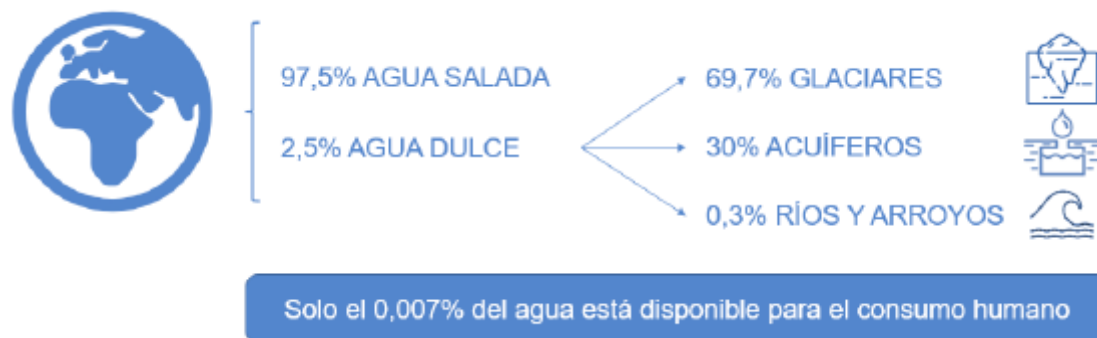 97,5% AGUA SALADA
2,5% AGUA DULCE
69,7% GLACIARES
30% ACUÍFEROS
0,3% RÍOS Y ARROYOS
Solo el 0,007% del agua está disponible para el consumo humano